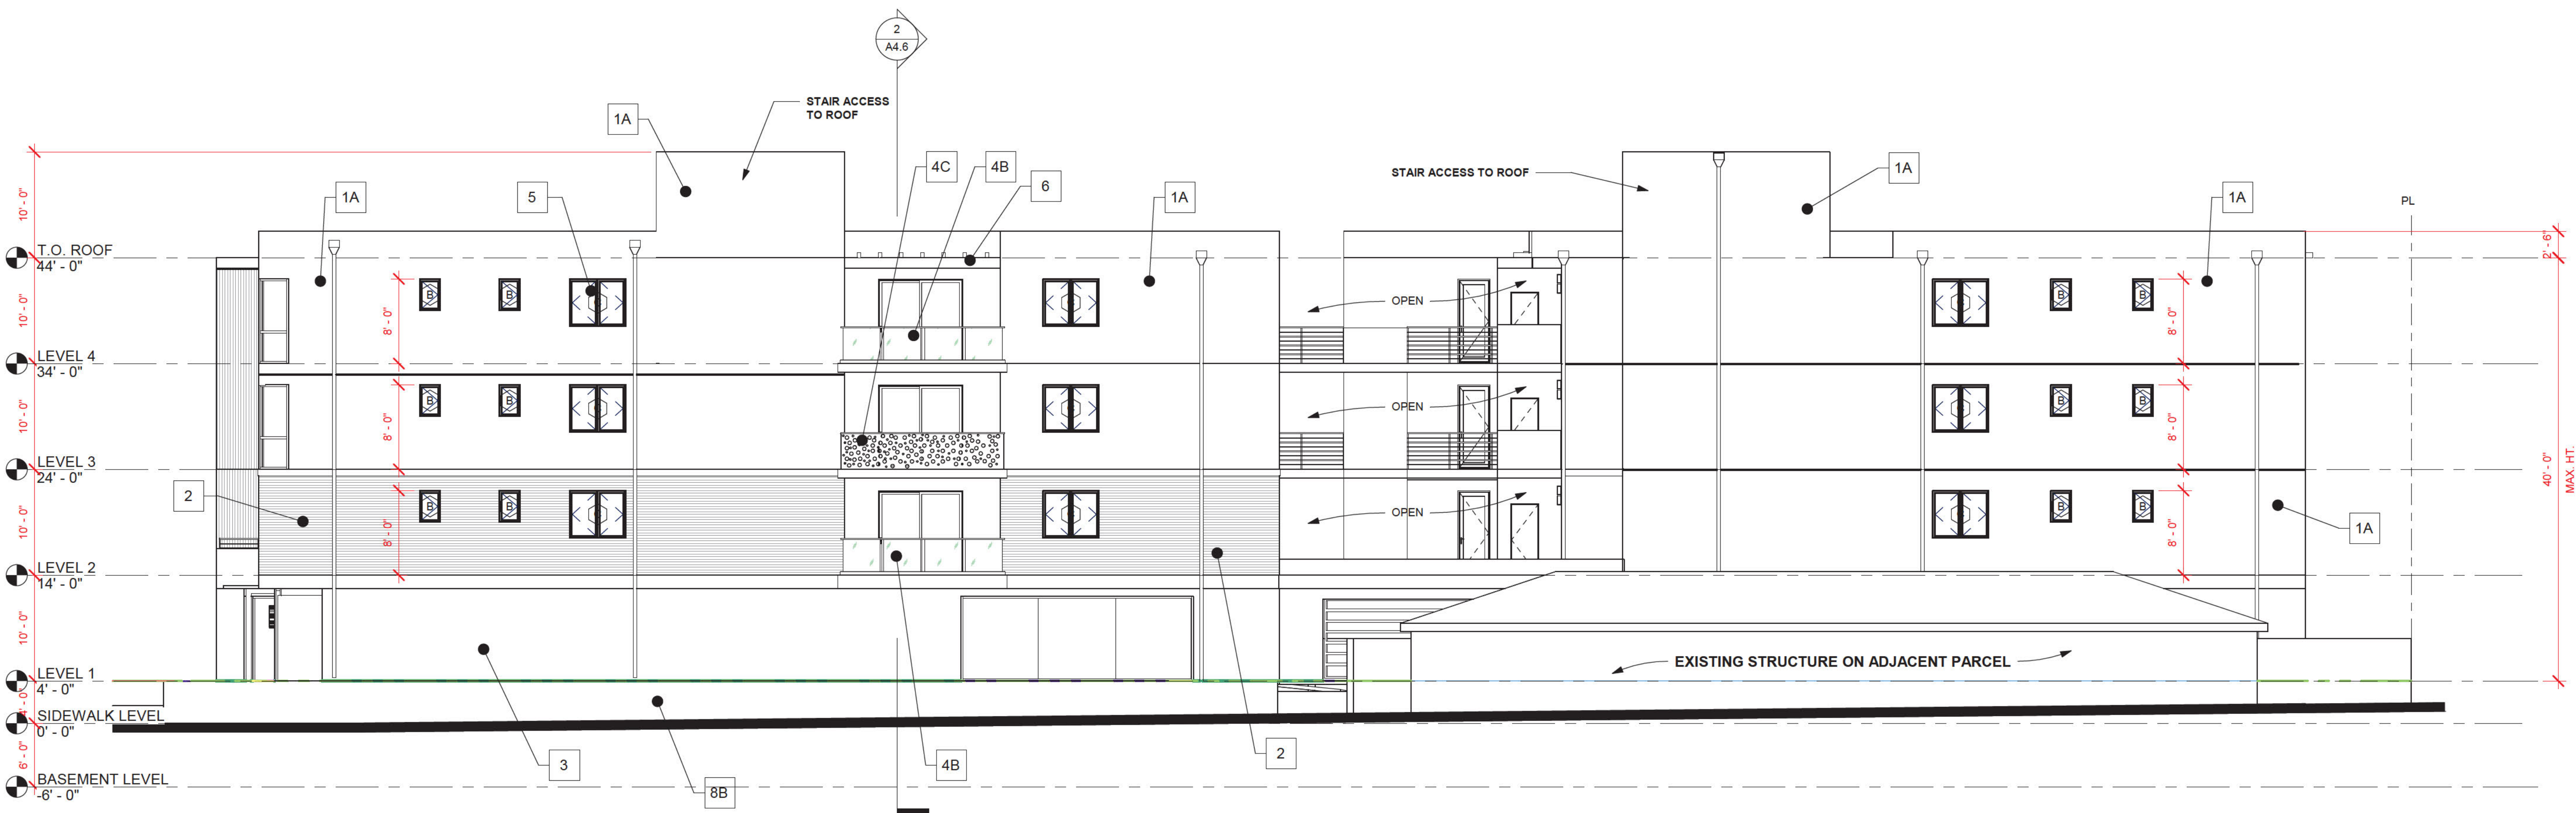 2
A4.6
STAIR ACCESS
TO ROOF
1A
4C
4B
6
1A
5
1A
STAIR ACCESS TO ROOF
1A
1A
PL
10' - 0"
T.O. ROOF
44' - 0"
2' - 6"
10' - 0"
8' - 0"
B
B
OPEN
B
B
8' - 0"
LEVEL 4
34' - 0"
10' - 0"
8' - 0"
B
B
OPEN
B
B
8' - 0"
LEVEL 3
24' - 0"
40' - 0"
MAX. HT.
2
10' - 0"
8' - 0"
B
B
OPEN
B
B
8' - 0"
1A
LEVEL 2
14' - 0"
10' - 0"
EXISTING STRUCTURE ON ADJACENT PARCEL
LEVEL 1
4' - 0"
4' - 0"
SIDEWALK LEVEL
0' - 0"
6' - 0"
3
4B
2
BASEMENT LEVEL
-6' - 0"
8B